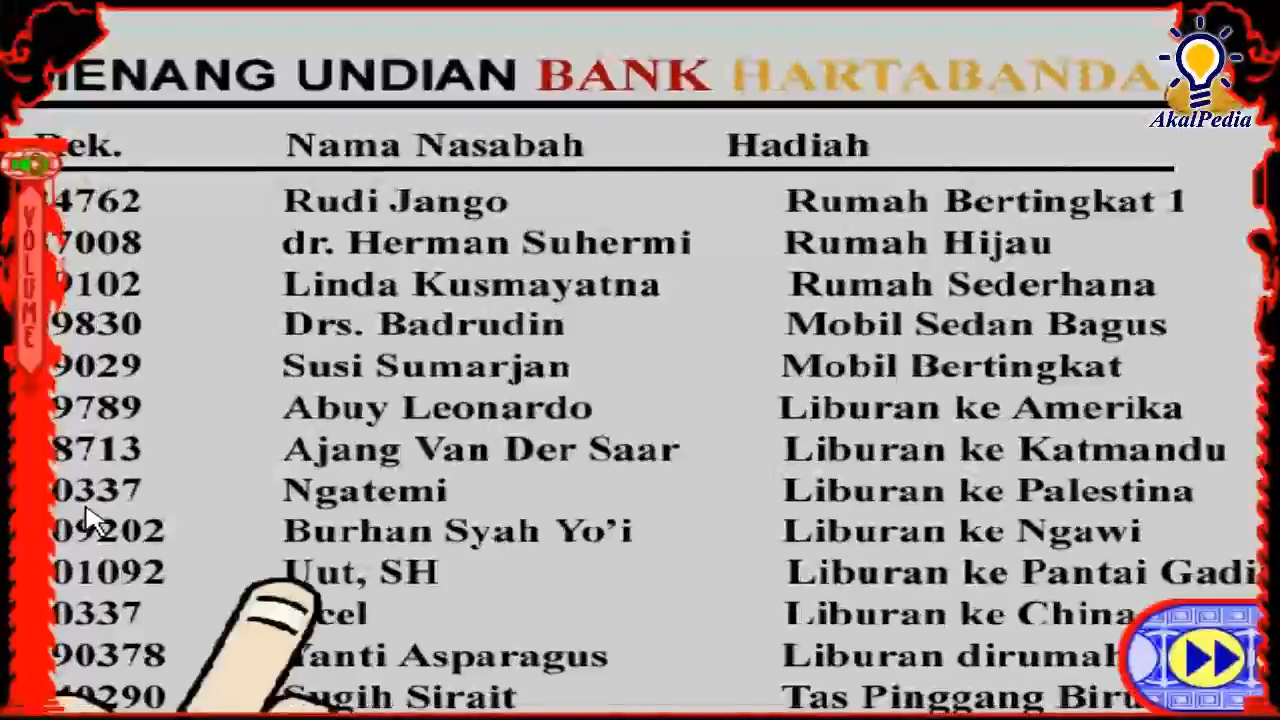 MENANG UNDIAN BANK HARTABANDA
AkalPedia
Rek. Nama Nasabah Hadiah
4762 Rudi Jango Rumah Bertingkat 1
7008 dr. Herman Suhermi Rumah Hijau
9102 Linda Kusmayatna Rumah Sederhana
9830 Drs. Badrudin Mobil Sedan Bagus
9029 Susi Sumarjan Mobil Bertingkat
9789 Abuy Leonardo Liburan ke Amerika
8713 Ajang Van Der Saar Liburan ke Katmandu
0337 Ngatemi Liburan ke Palestina
09202 Burhan Syah Yo’i Liburan ke Ngawi
01092 Uut, SH Liburan ke Pantai Gadi
0337 Liburan ke China
90378 Yanti Asparagus Liburan dirumah
0290 Sugih Sirait Tas Pinggang Biru
VOLUME